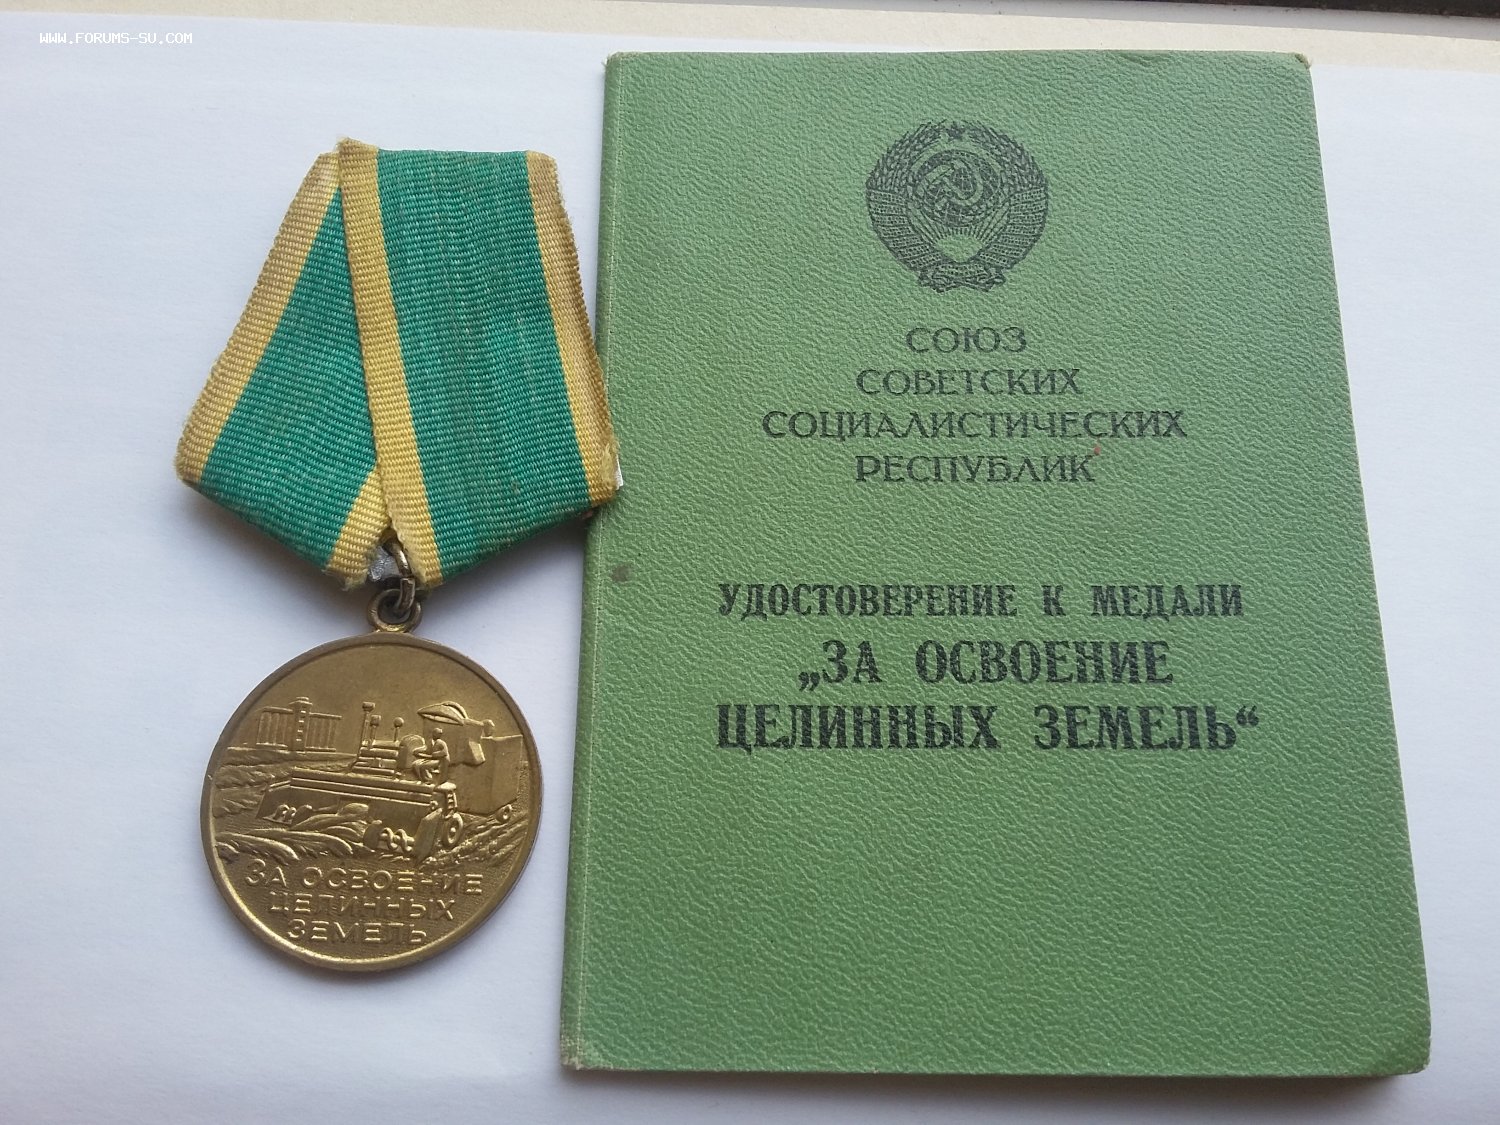 WWW.FORUMS-SU.COM
СОЮЗ
СОВЕТСКИХ
СОЦИАЛИСТИЧЕСКИХ
РЕСПУБЛИК
УДОСТОВЕРЕНИЕ К МЕДАЛИ
„ЗА ОСВОЕНИЕ
ЦЕЛИННЫХ ЗЕМЕЛЬ“
ЗА ОСВОЕНИЕ
ЦЕЛИННЫХ
ЗЕМЕЛЬ